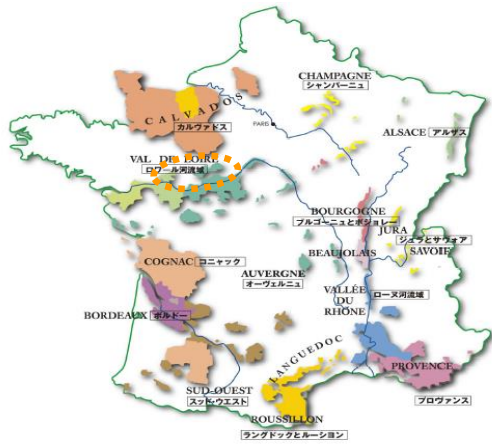 CHAMPAGNE
シャンパーニュ
CALVADOS
カルヴァドス
PARIS
ALSACE アルザス
VAL DE LOIRE
ロワール河流域
BOURGOGNE
ブルゴーニュとボジョレー
JURA
ジュラとサヴォア
SAVOIE
BEAUJOLAIS
COGNAC コニャック
AUVERGNE
オーヴェルニュ
VALLÉE
DU
RHÔNE
ローヌ河流域
BORDEAUX ボルドー
LANGUEDOC
PROVENCE
プロヴァンス
SUD-OUEST
スッド・ウエスト
ROUSSILLON
ラングドックとルーション